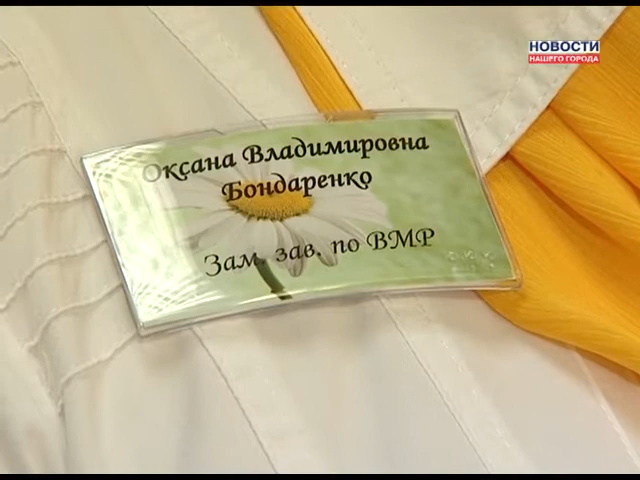 НОВОСТИ
НАШЕГО ГОРОДА
Оксана Владимировна
Бондаренко
Зам. зав. по ВМР